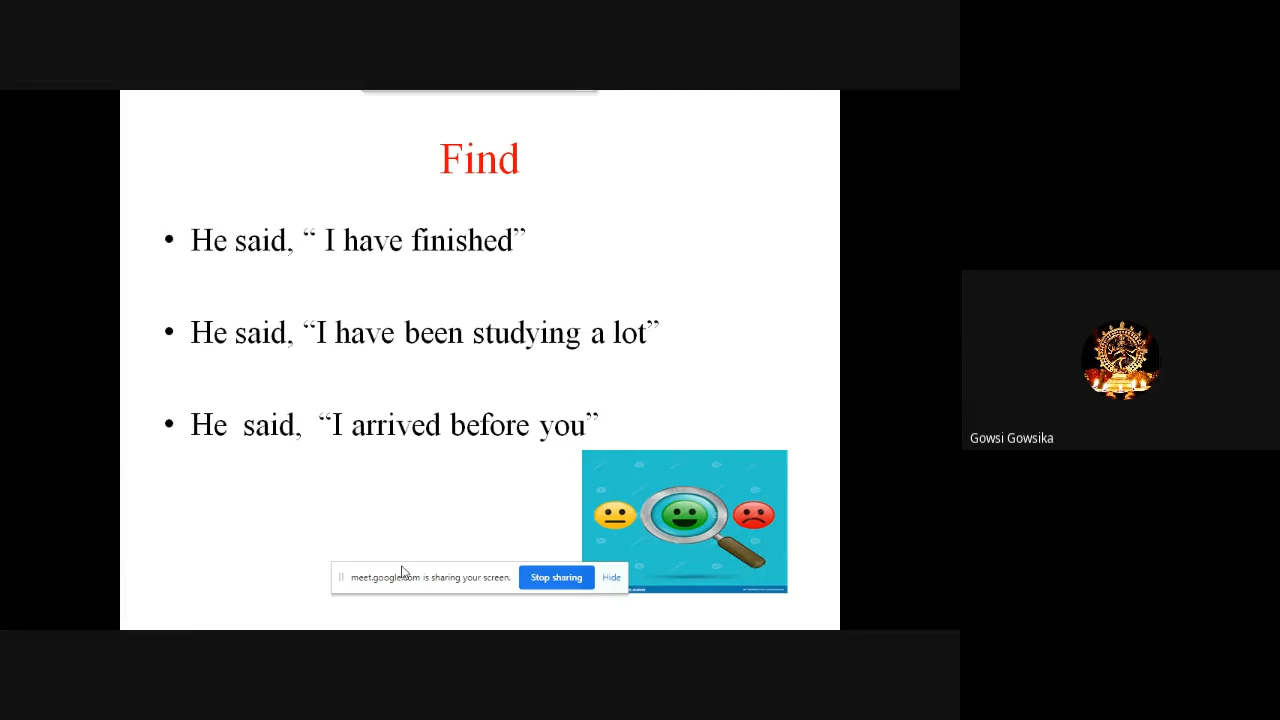 Find
• He said, “ I have finished”
• He said, “I have been studying a lot”
• He  said,  “I arrived before you”
meet.google.com is sharing your screen.
Stop sharing
Hide
Gowsi Gowsika